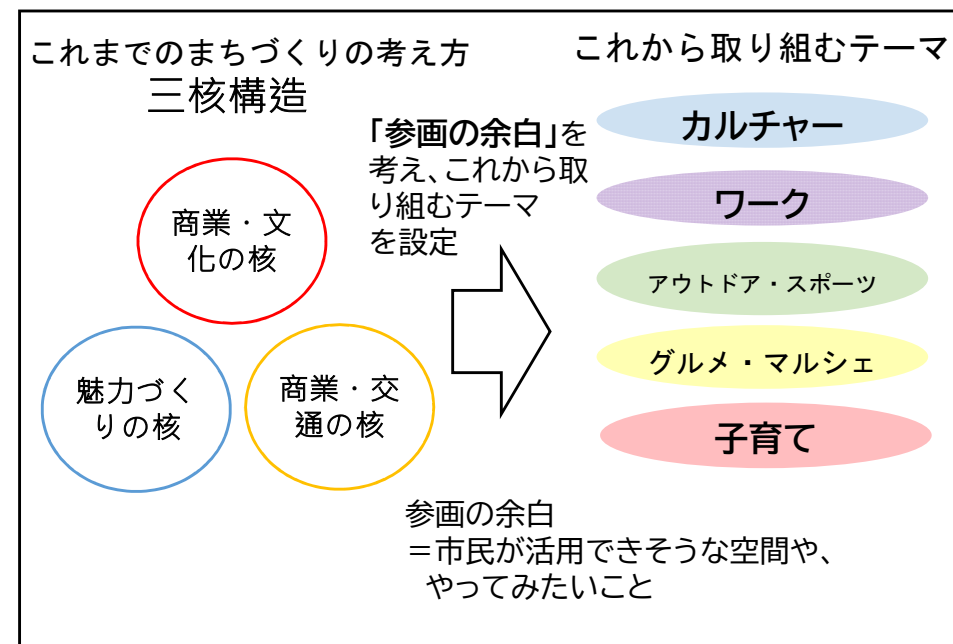 これまでのまちづくりの考え方
三核構造
商業・文
化の核
魅力づく
りの核
商業・交
通の核
「参画の余白」を
考え、これから取
り組むテーマ
を設定
これから取り組むテーマ
カルチャー
ワーク
アウトドア・スポーツ
グルメ・マルシェ
子育て
参画の余白
＝市民が活用できそうな空間や、
やってみたいこと